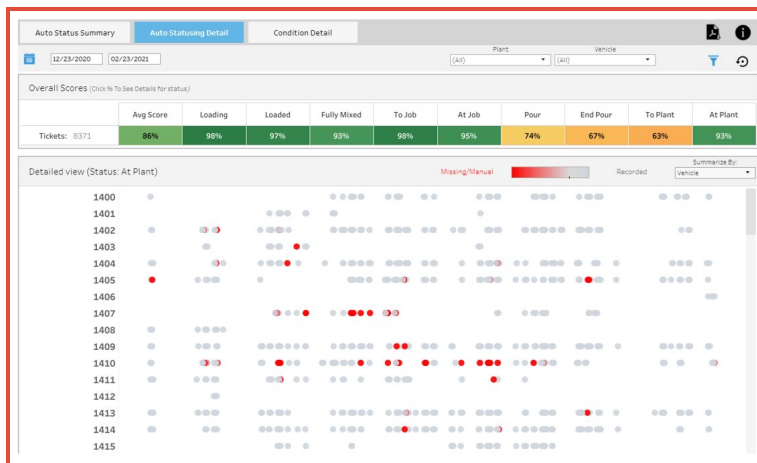 Auto Status Summary Auto Statusing Detail Condition Detail
Plant Vehicle
12/23/2020 02/23/2021 (All) (All)
Overall Scores (Click % To See Details for status)
Avg Score Loading Loaded Fully Mixed To Job At Job Pour End Pour To Plant At Plant
Tickets: 8371 86% 98% 97% 93% 98% 95% 74% 67% 63% 93%
Summarize By:
Detailed view (Status: At Plant) Missing/Manual Recorded Vehicle
1400
1401
1402
1403
1404
1405
1406
1407
1408
1409
1410
1411
1412
1413
1414
1415